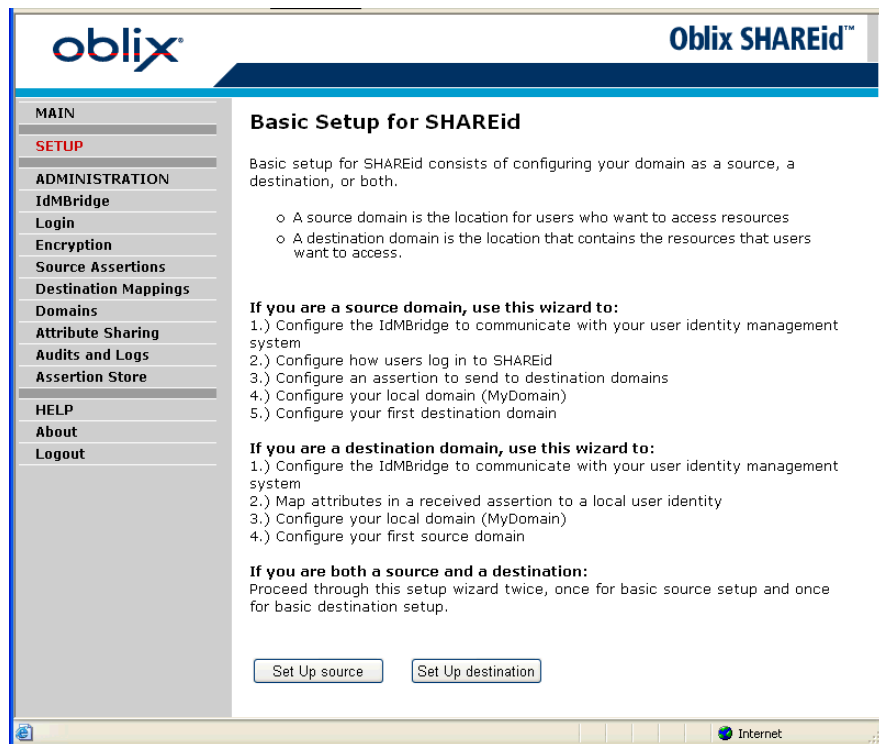 oblix
Oblix SHAREid™
MAIN
SETUP
ADMINISTRATION
IdMBridge
Login
Encryption
Source Assertions
Destination Mappings
Domains
Attribute Sharing
Audits and Logs
Assertion Store
HELP
About
Logout
Basic Setup for SHAREid
Basic setup for SHAREid consists of configuring your domain as a source, a
destination, or both.
o A source domain is the location for users who want to access resources
o A destination domain is the location that contains the resources that users
want to access.
If you are a source domain, use this wizard to:
1.) Configure the IdMBridge to communicate with your user identity management
system
2.) Configure how users log in to SHAREid
3.) Configure an assertion to send to destination domains
4.) Configure your local domain (MyDomain)
5.) Configure your first destination domain
If you are a destination domain, use this wizard to:
1.) Configure the IdMBridge to communicate with your user identity management
system
2.) Map attributes in a received assertion to a local user identity
3.) Configure your local domain (MyDomain)
4.) Configure your first source domain
If you are both a source and a destination:
Proceed through this setup wizard twice, once for basic source setup and once
for basic destination setup.
Set Up source
Set Up destination
Internet